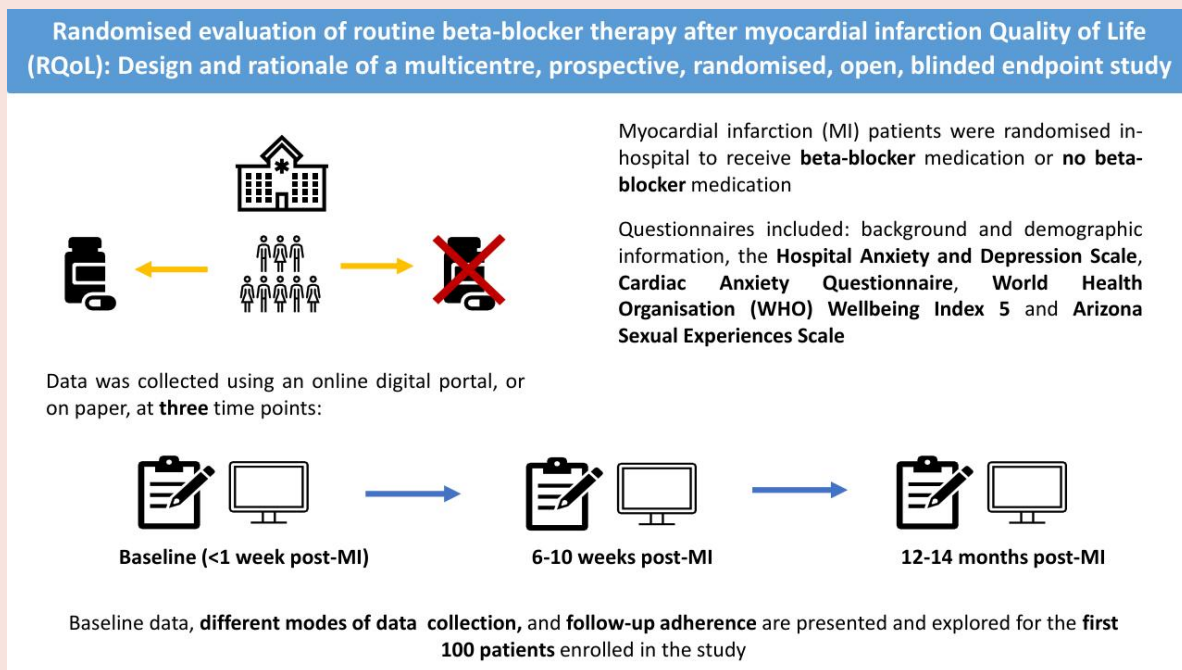 Randomised evaluation of routine beta-blocker therapy after myocardial infarction Quality of Life
(RQoL): Design and rationale of a multicentre, prospective, randomised, open, blinded endpoint study
Myocardial infarction (MI) patients were randomised in-
hospital to receive beta-blocker medication or no beta-
blocker medication
Questionnaires included: background and demographic
information, the Hospital Anxiety and Depression Scale,
Cardiac Anxiety Questionnaire, World Health
Organisation (WHO) Wellbeing Index 5 and Arizona
Sexual Experiences Scale
Data was collected using an online digital portal, or
on paper, at three time points:
Baseline (<1 week post-MI)
6-10 weeks post-MI
12-14 months post-MI
Baseline data, different modes of data collection, and follow-up adherence are presented and explored for the first
100 patients enrolled in the study